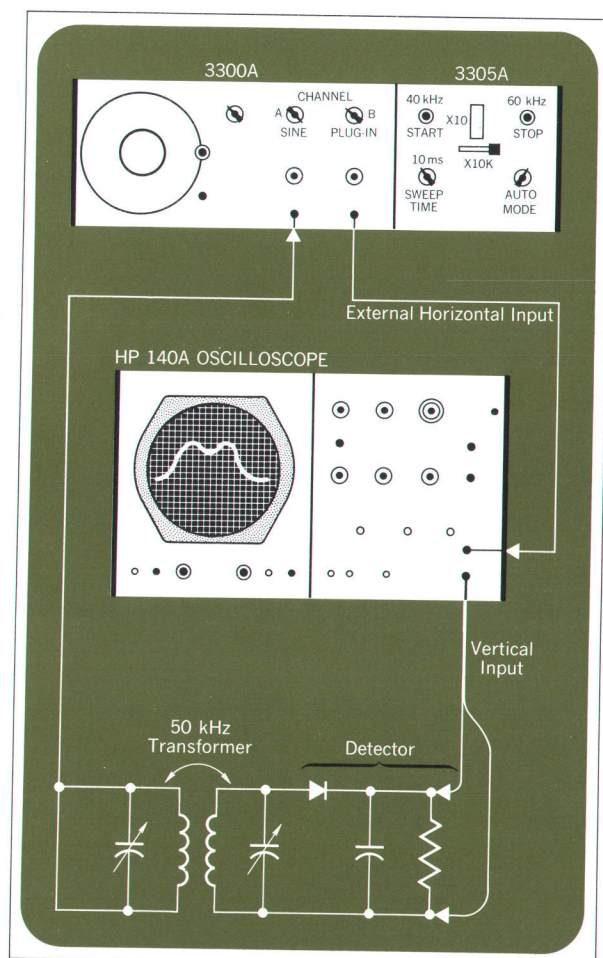 3300A
3305A
CHANNEL
A
B
SINE
PLUG-IN
40 kHz
START
X10
60 kHz
STOP
X10K
10 ms
SWEEP
TIME
AUTO
MODE
External Horizontal Input
HP 140A OSCILLOSCOPE
Vertical
Input
50 kHz
Transformer
Detector